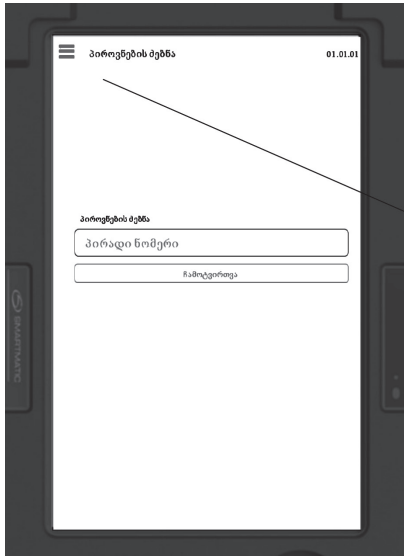 პიროვნების ძებნა 01.01.01
პიროვნების ძებნა
პირადი ნომერი
ჩამოტვირთვა
SMARTMATIC